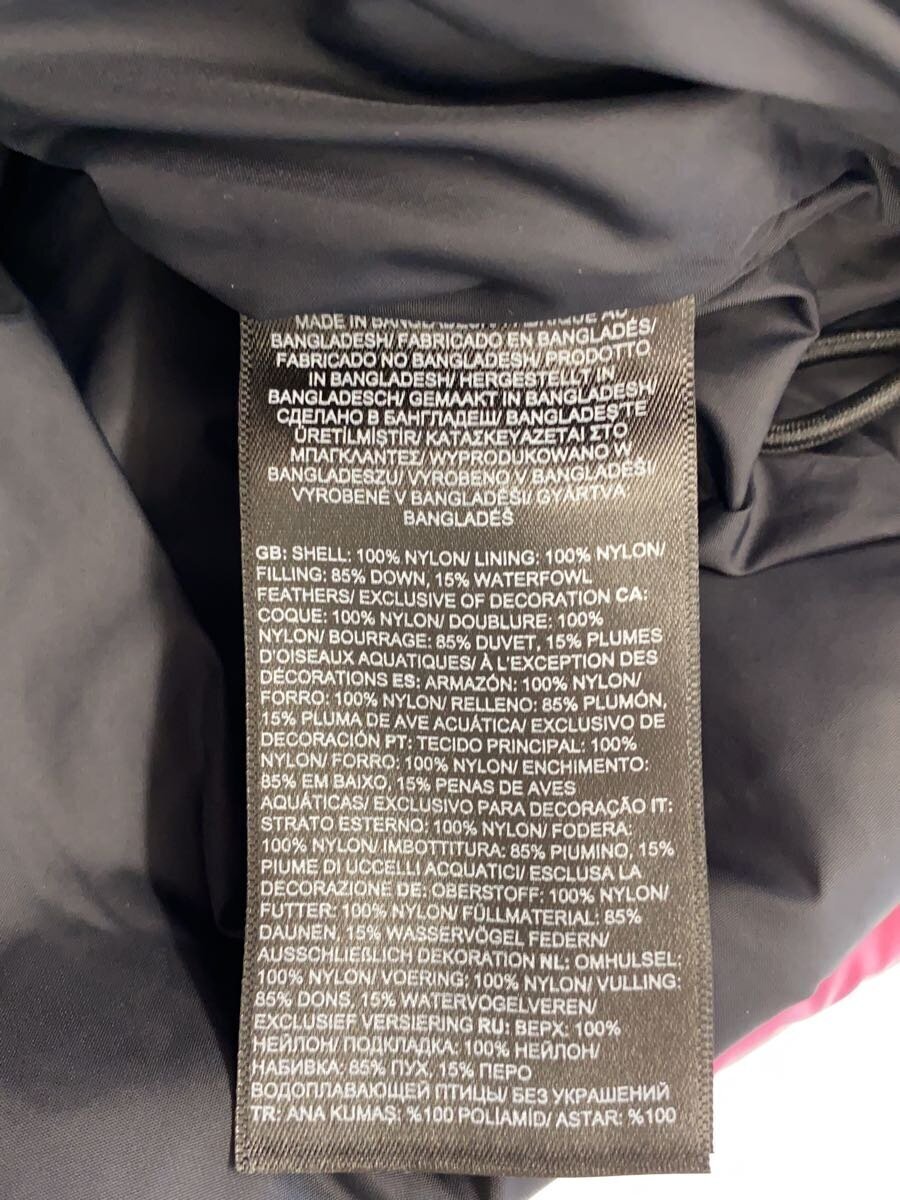 MADE IN BANGLADESH/
BANGLADESH/ FABRICADO EN BANGLADÉS/
FABRICADO NO BANGLADESH/ PRODOTTO
IN BANGLADESH/ HERGESTELLT IN
BANGLADESCH/ GEMAAKT IN BANGLADESH/
СДЕЛАНО В БАНГЛАДЕШ/ BANGLADEŞ'TE
ÜRETİLMİŞTİR/ ΚΑΤΑΣΚΕΥΑΖΕΤΑΙ ΣΤΟ
ΜΠΑΓΚΛΑΝΤΕΣ/ WYPRODUKOWANO W
BANGLADESZU/ VYROBENO V BANGLADÉŠI/
VYROBENÉ V BANGLADÉŠI/ GYÁRTVA
BANGLADÉS
GB: SHELL: 100% NYLON/ LINING: 100% NYLON/
FILLING: 85% DOWN, 15% WATERFOWL
FEATHERS/ EXCLUSIVE OF DECORATION CA:
COQUE: 100% NYLON/ DOUBLURE: 100%
NYLON/ BOURRAGE: 85% DUVET, 15% PLUMES
D'OISEAUX AQUATIQUES/ À L'EXCEPTION DES
DÉCORATIONS ES: ARMAZÓN: 100% NYLON/
FORRO: 100% NYLON/ RELLENO: 85% PLUMÓN,
15% PLUMA DE AVE ACUÁTICA/ EXCLUSIVO DE
DECORACIÓN PT: TECIDO PRINCIPAL: 100%
NYLON/ FORRO: 100% NYLON/ ENCHIMENTO:
85% EM BAIXO, 15% PENAS DE AVES
AQUÁTICAS/ EXCLUSIVO PARA DECORAÇÃO IT:
STRATO ESTERNO: 100% NYLON/ FODERA:
100% NYLON/ IMBOTTITURA: 85% PIUMINO, 15%
PIUME DI UCCELLI ACQUATICI/ ESCLUSA LA
DECORAZIONE DE: OBERSTOFF: 100% NYLON/
FUTTER: 100% NYLON/ FÜLLMATERIAL: 85%
DAUNEN, 15% WASSERVÖGEL FEDERN/
AUSSCHLIEßLICH DEKORATION NL: OMHULSEL:
100% NYLON/ VOERING: 100% NYLON/ VULLING:
85% DONS, 15% WATERVOGELVEREN/
EXCLUSIEF VERSIERING RU: ВЕРХ: 100%
НЕЙЛОН/ ПОДКЛАДКА: 100% НЕЙЛОН/
НАБИВКА: 85% ПУХ, 15% ПЕРО
ВОДОПЛАВАЮЩЕЙ ПТИЦЫ/ БЕЗ УКРАШЕНИЙ
TR: ANA KUMAŞ: %100 POLİAMİD/ ASTAR: %100